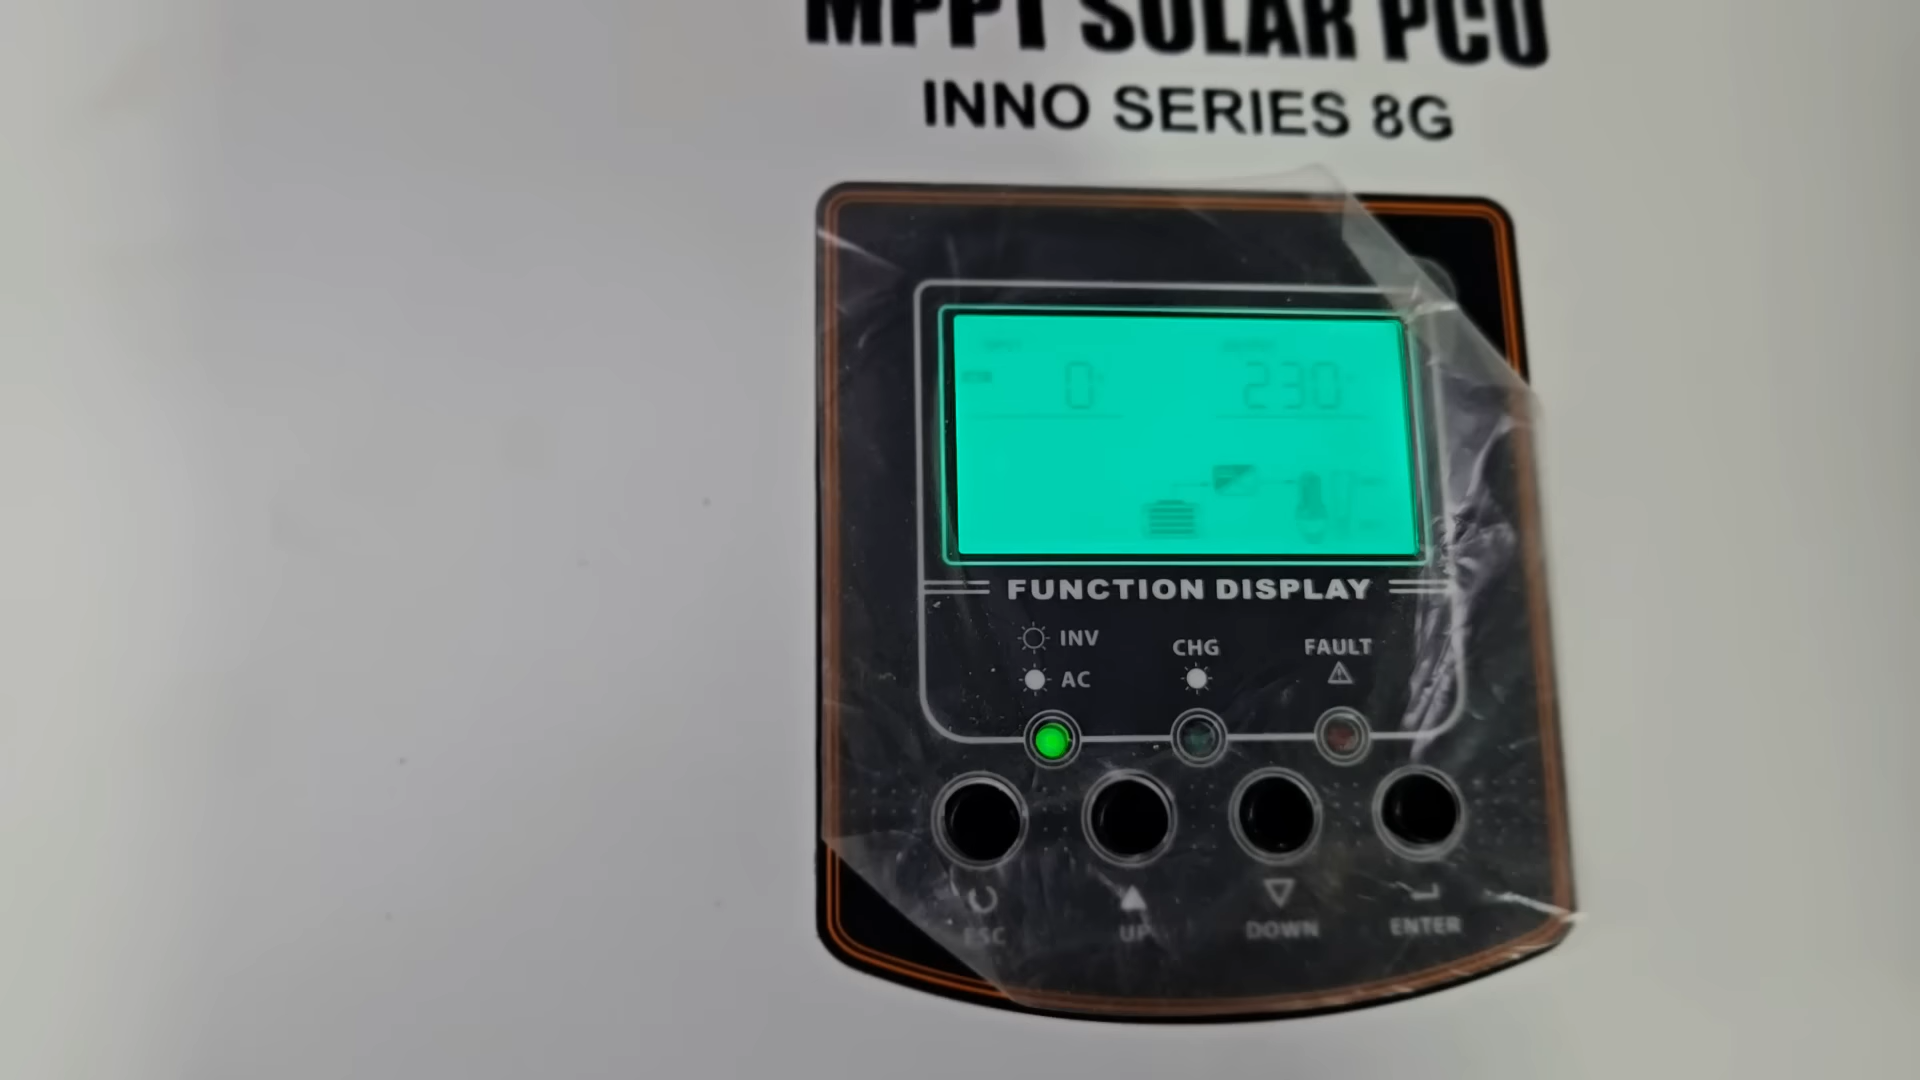 MPPT SOLAR PCU
INNO SERIES 8G
0
230
FUNCTION DISPLAY
INV
AC
CHG
FAULT
ESC
UP
DOWN
ENTER